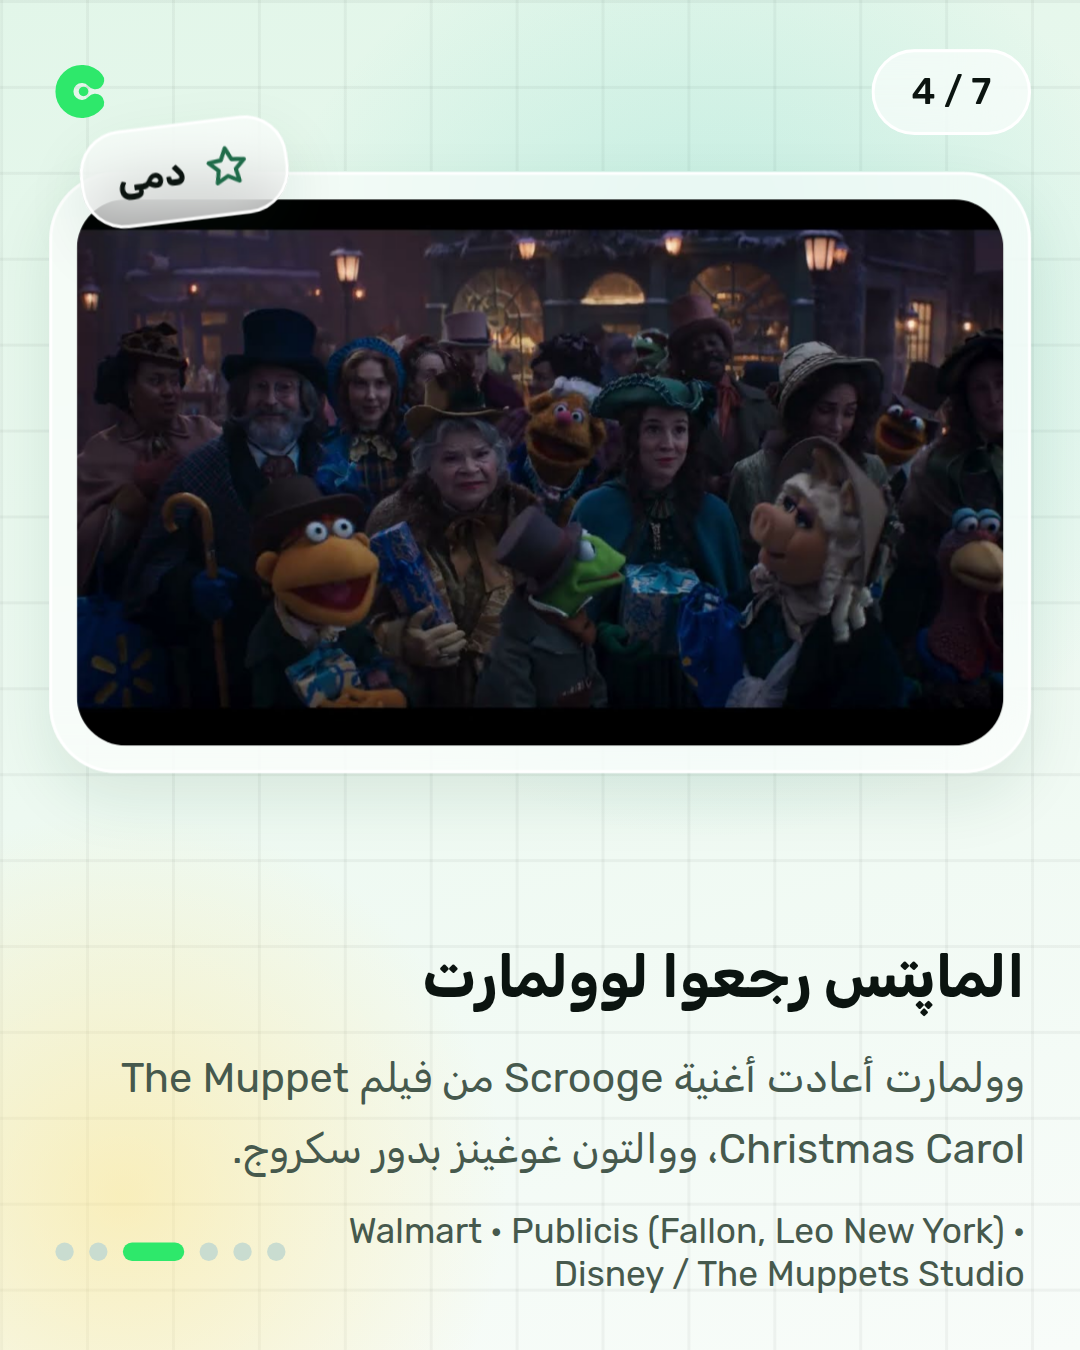 4 / 7
دمى
الماپتس رجعوا لوولمارت
وولمارت أعادت أغنية Scrooge من فيلم The Muppet
Christmas Carol، ووالتون غوغينز بدور سكروج.
Walmart • Publicis (Fallon, Leo New York) •
Disney / The Muppets Studio